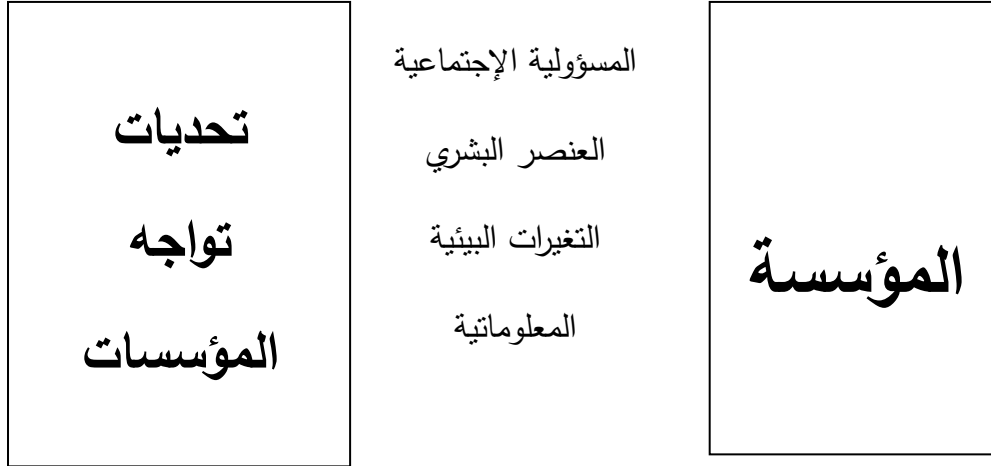 المؤسسة
المسؤولية الإجتماعية
العنصر البشري
التغيرات البيئية
المعلوماتية
تحديات
تواجه
المؤسسات